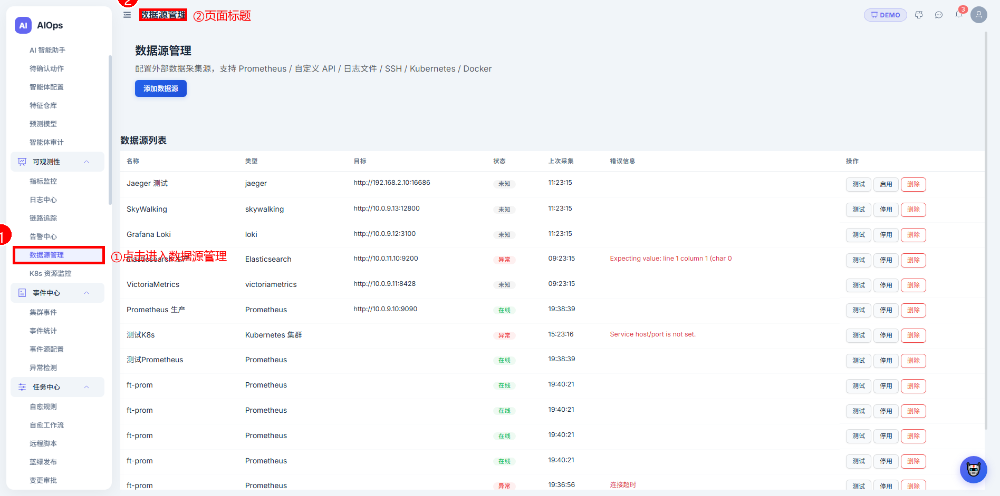 AI AIOps
AI 智能助手
待确认动作
智能体配置
特征仓库
预测模型
智能体审计
可观测性
指标监控
日志中心
链路追踪
告警中心
1
数据源管理
①点击进入数据源管理
K8s 资源监控
事件中心
集群事件
事件统计
事件源配置
异常检测
任务中心
自愈规则
自愈工作流
远程脚本
蓝绿发布
变更审批
2
数据源管理
②页面标题
DEMO
3
数据源管理
配置外部数据采集源，支持 Prometheus / 自定义 API / 日志文件 / SSH / Kubernetes / Docker
添加数据源
数据源列表
名称 类型 目标 状态 上次采集 错误信息 操作
Jaeger 测试 jaeger http://192.168.2.10:16686 未知 11:23:15 测试 启用 删除
SkyWalking skywalking http://10.0.9.13:12800 未知 11:23:15 测试 停用 删除
Grafana Loki loki http://10.0.9.12:3100 未知 11:23:15 测试 停用 删除
Elasticsearch 生产 Elasticsearch http://10.0.11.10:9200 异常 09:23:15 Expecting value: line 1 column 1 (char 0 测试 停用 删除
VictoriaMetrics victoriametrics http://10.0.9.11:8428 未知 09:23:15 测试 停用 删除
Prometheus 生产 Prometheus http://10.0.9.10:9090 在线 19:38:39 测试 停用 删除
测试K8s Kubernetes 集群 异常 15:23:16 Service host/port is not set. 测试 停用 删除
测试Prometheus Prometheus 在线 19:38:39 测试 停用 删除
ft-prom Prometheus 在线 19:40:21 测试 停用 删除
ft-prom Prometheus 在线 19:40:21 测试 停用 删除
ft-prom Prometheus 在线 19:40:21 测试 停用 删除
ft-prom Prometheus 在线 19:40:21 测试 停用 删除
ft-prom Prometheus 异常 19:36:56 连接超时 测试 停用 删除